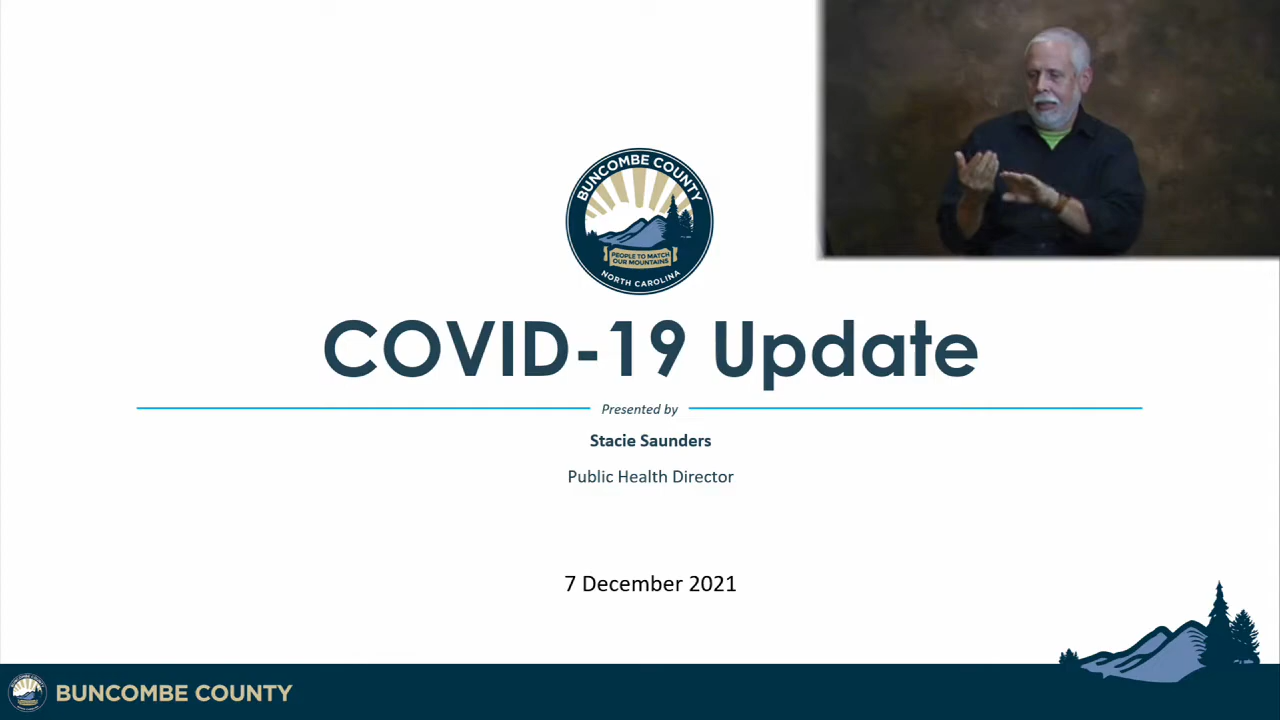 BUNCOMBE COUNTY
PEOPLE TO MATCH
OUR MOUNTAINS
NORTH CAROLINA
COVID-19 Update
Presented by
Stacie Saunders
Public Health Director
7 December 2021
BUNCOMBE COUNTY